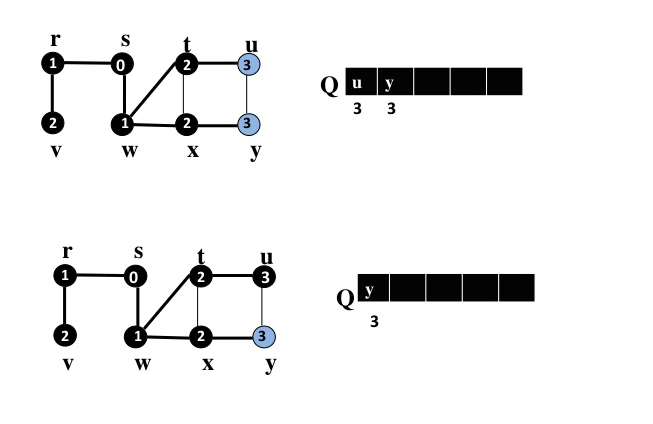 r s t u
1 0 2 3
Q u y
3 3
2 1 2 3
v w x y
r s t u
1 0 2 3
Q y
3
2 1 2 3
v w x y